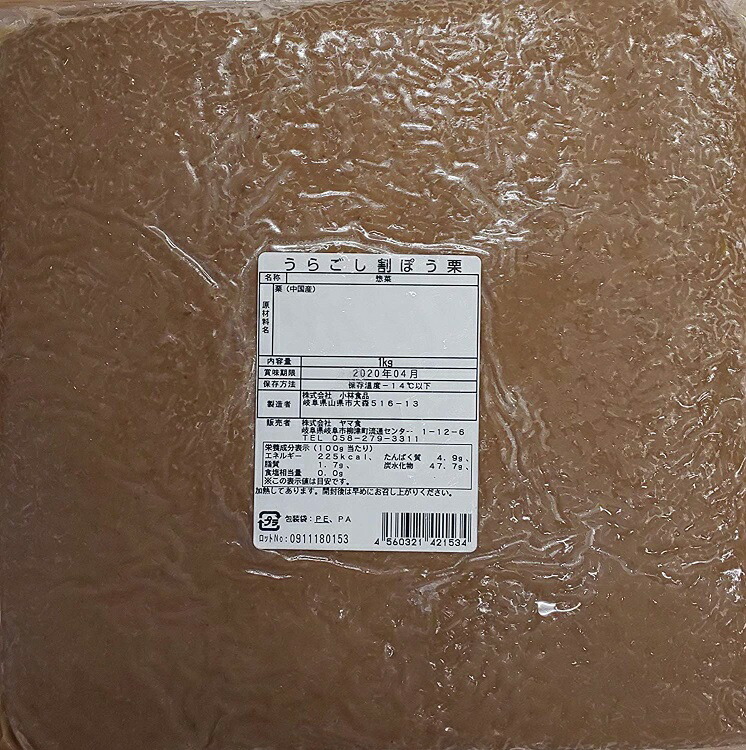 うらごし割ぽう栗
名称 惣菜
原材料名 栗（中国産）
内容量 1kg
賞味期限 2020年04月
保存方法 保存温度－14℃以下
製造者 株式会社 小林食品
岐阜県山県市大森516-13
販売者 株式会社 ヤマ食
岐阜県岐阜市柳津町流通センター 1-12-6
TEL 058-279-3311
栄養成分表示（100g当たり）
エネルギー 225kcal、 たんぱく質 4.9g、
脂質 1.7g、 炭水化物 47.7g、
食塩相当量 0.0g
※この表示値は目安です。
加熱してあります。開封後は早めにお召し上がりください。
プラ 包装袋：PE、PA
ロットNo:0911180153
4 560321 421534